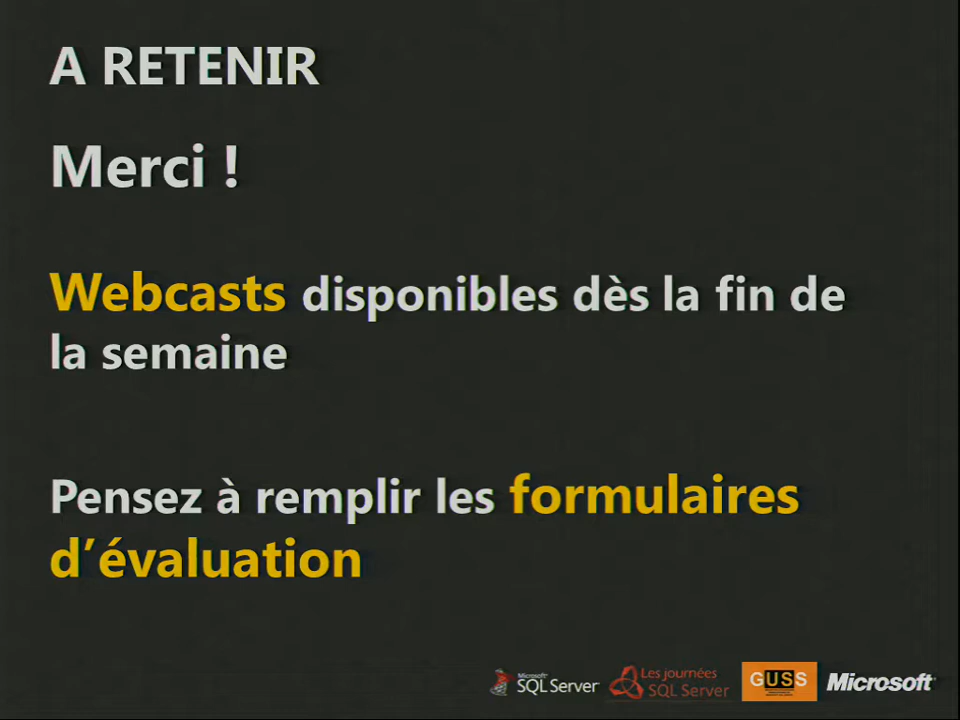 A RETENIR
Merci !
Webcasts disponibles dès la fin de
la semaine
Pensez à remplir les formulaires
d’évaluation
Microsoft
SQL Server
Les journées
SQL Server
GUSS
Microsoft